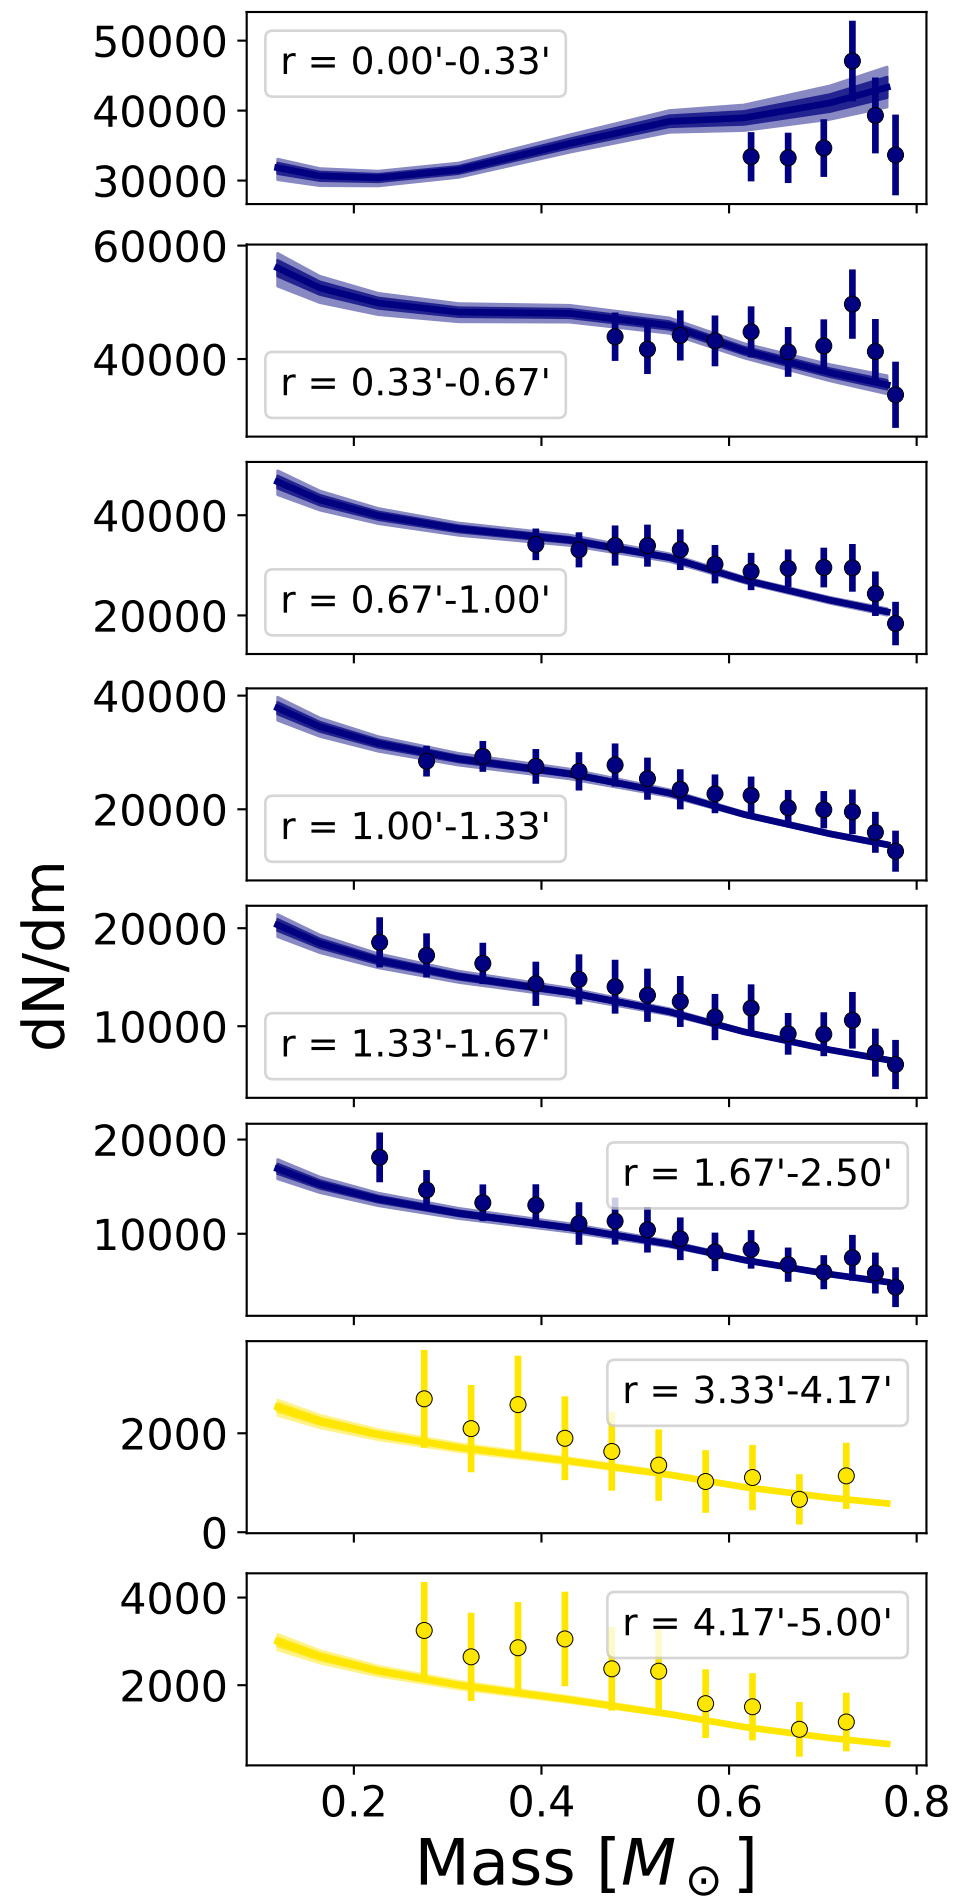 50000
40000
30000
r = 0.00'-0.33'
60000
40000
r = 0.33'-0.67'
40000
20000
r = 0.67'-1.00'
40000
20000
r = 1.00'-1.33'
dN/dm
20000
10000
r = 1.33'-1.67'
20000
10000
r = 1.67'-2.50'
2000
0
r = 3.33'-4.17'
4000
2000
r = 4.17'-5.00'
0.2 0.4 0.6 0.8
Mass [M⊙]